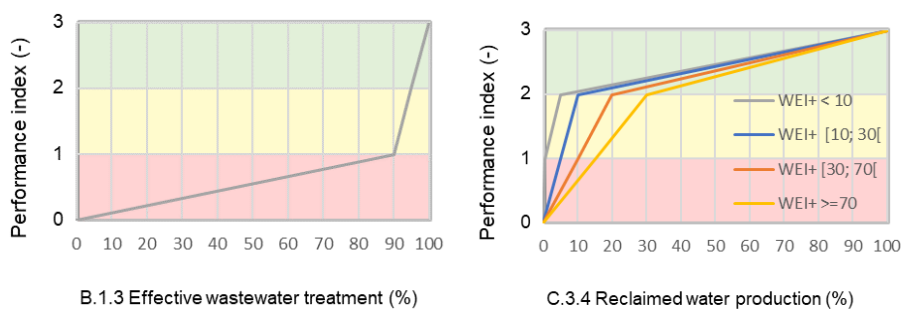 Performance index (-)
3
2
1
0
0 10 20 30 40 50 60 70 80 90 100
B.1.3 Effective wastewater treatment (%)
Performance index (-)
3
2
1
0
WEI+ < 10
WEI+ [10; 30[
WEI+ [30; 70[
WEI+ >=70
0 10 20 30 40 50 60 70 80 90 100
C.3.4 Reclaimed water production (%)